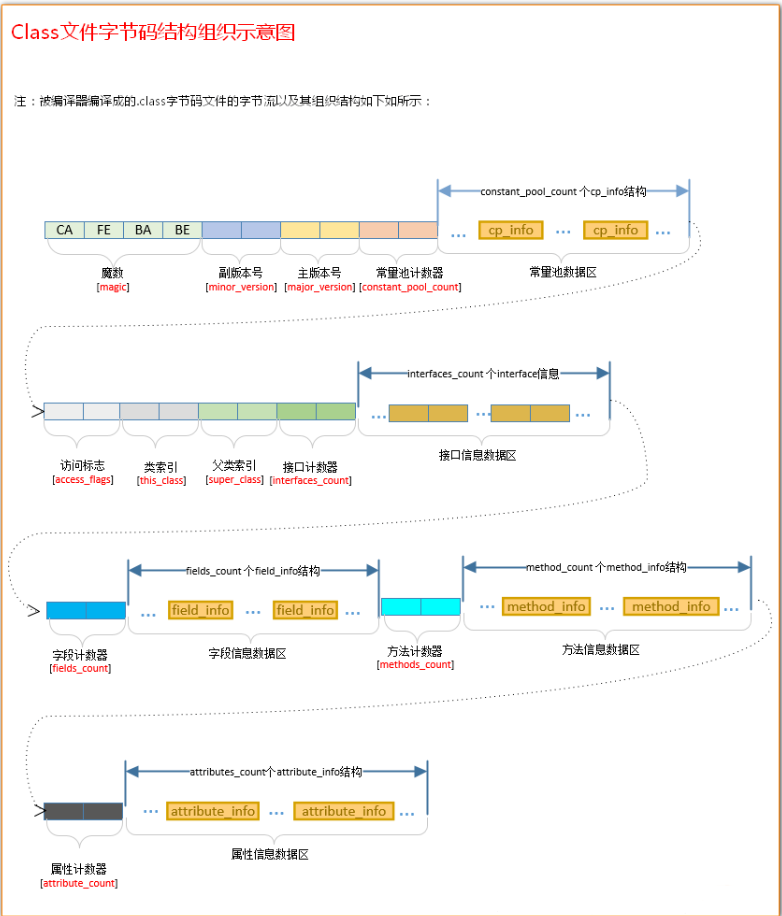 Class文件字节码结构组织示意图
注：被编译器编译成的.class字节码文件的字节流以及其组织结构如下如所示：
constant_pool_count 个cp_info结构
CA FE BA BE ... cp_info ... cp_info ...
魔数 副版本号 主版本号 常量池计数器 常量池数据区
[magic] [minor_version] [major_version] [constant_pool_count]
interfaces_count 个interface信息
... ... ...
访问标志 类索引 父类索引 接口计数器 接口信息数据区
[access_flags] [this_class] [super_class] [interfaces_count]
fields_count 个field_info结构 method_count 个method_info结构
... field_info ... field_info ... ... method_info ... method_info ...
字段计数器 字段信息数据区 方法计数器 方法信息数据区
[fields_count] [methods_count]
attributes_count个attribute_info结构
... attribute_info ... attribute_info ...
属性计数器 属性信息数据区
[attribute_count]